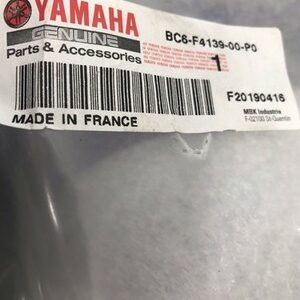 YAMAHA
GENUINE
Parts & Accessories
BC6-F4139-00-P0
1
F20190416
MADE IN FRANCE
MBK Industrie
F-02100 St-Quentin